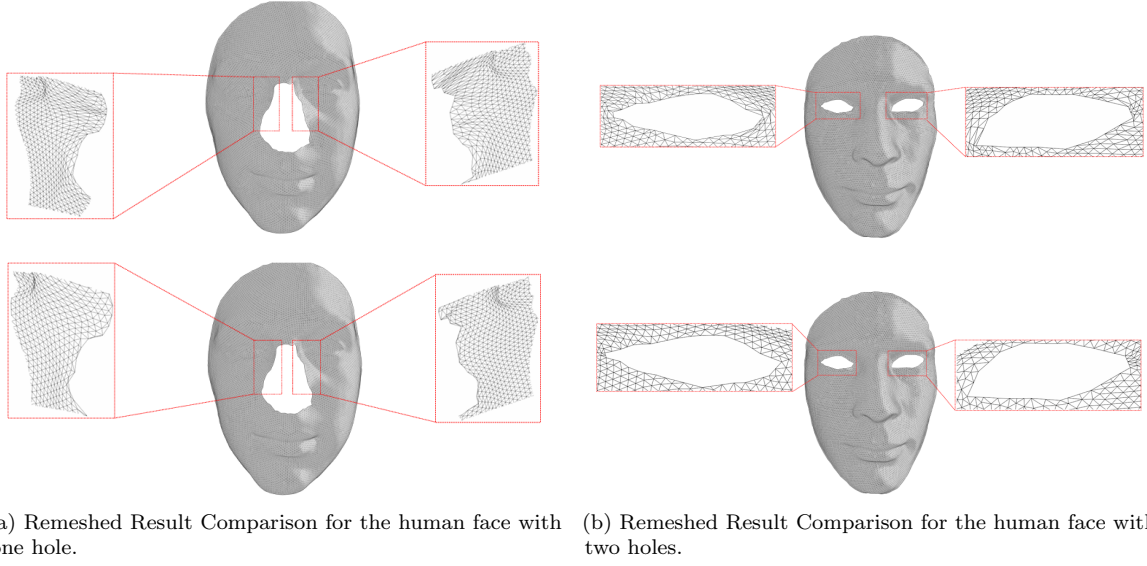 a) Remeshed Result Comparison for the human face with
one hole.
(b) Remeshed Result Comparison for the human face with
two holes.